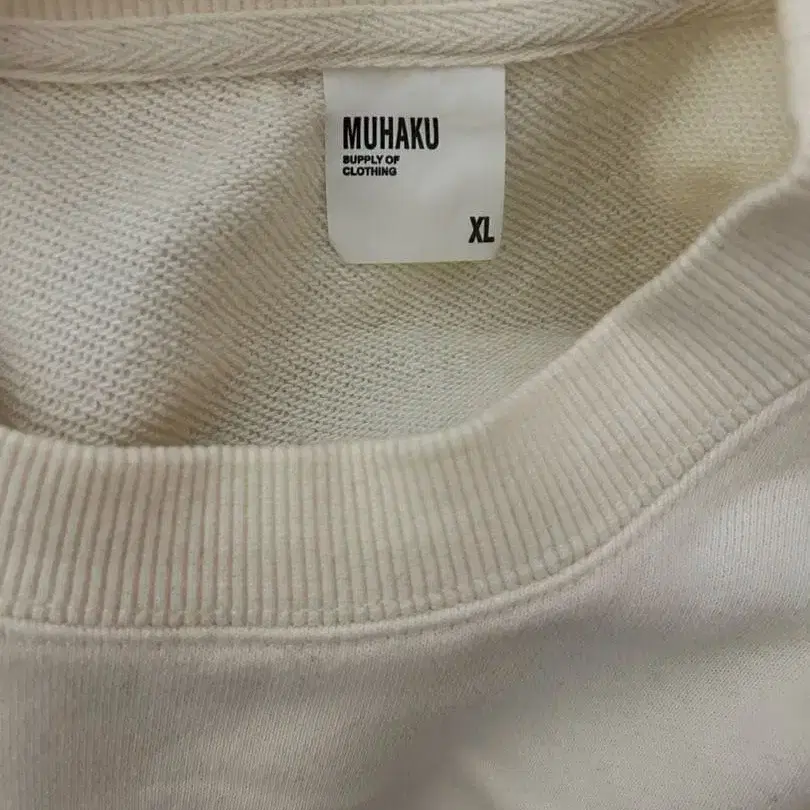 MUHAKU
SUPPLY OF
CLOTHING
XL